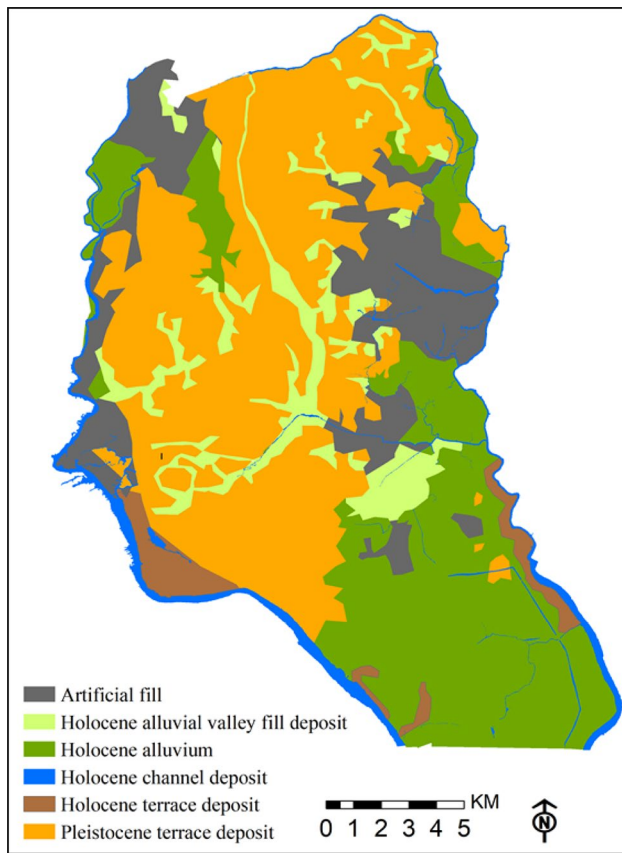 Artificial fill
Holocene alluvial valley fill deposit
Holocene alluvium
Holocene channel deposit
Holocene terrace deposit
Pleistocene terrace deposit
KM
0 1 2 3 4 5
N